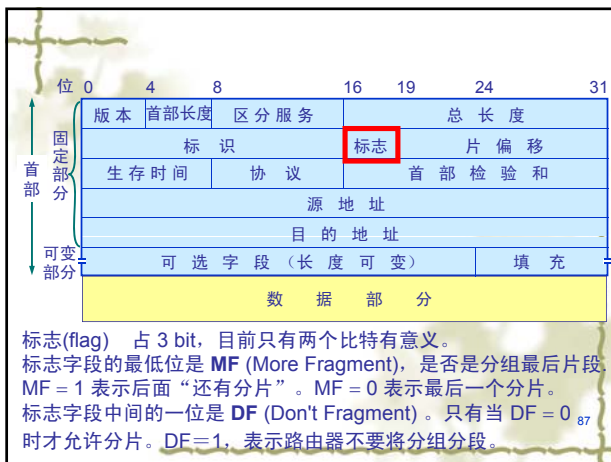 位 0 4 8 16 19 24 31
版本 首部长度 区分服务 总长度
标识 标志 片偏移
生存时间 协议 首部检验和
源地址
目的地址
可选字段（长度可变） 填充
数据部分
首部
固定部分
可变部分
标志(flag) 占 3 bit，目前只有两个比特有意义。
标志字段的最低位是 MF (More Fragment)，是否是分组最后片段.
MF = 1 表示后面“还有分片”。MF = 0 表示最后一个分片。
标志字段中间的一位是 DF (Don't Fragment) 。只有当 DF = 0
时才允许分片。DF＝1，表示路由器不要将分组分段。
87